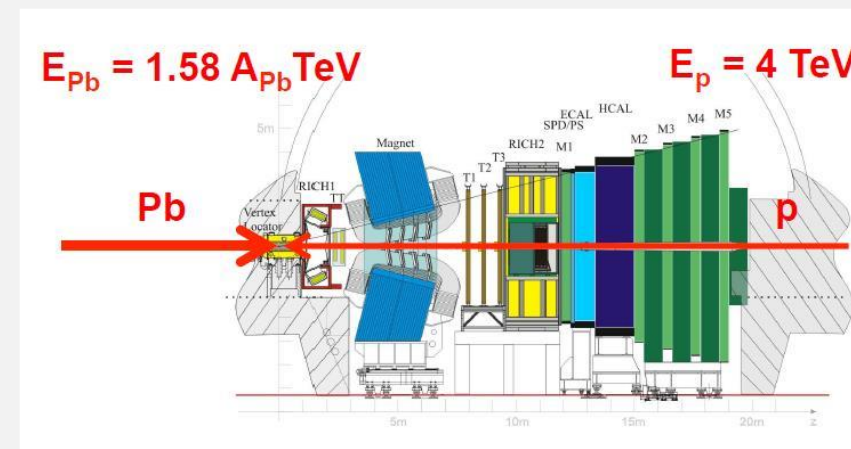 E_Pb = 1.58 A_Pb TeV
E_p = 4 TeV
ECAL HCAL
SPD/PS
M4 M5
M3
M2
M1
5m
Magnet
RICH2
T3
T2
T1
RICH1
TT
Pb
Vertex
Locator
p
5m 10m 15m 20m z